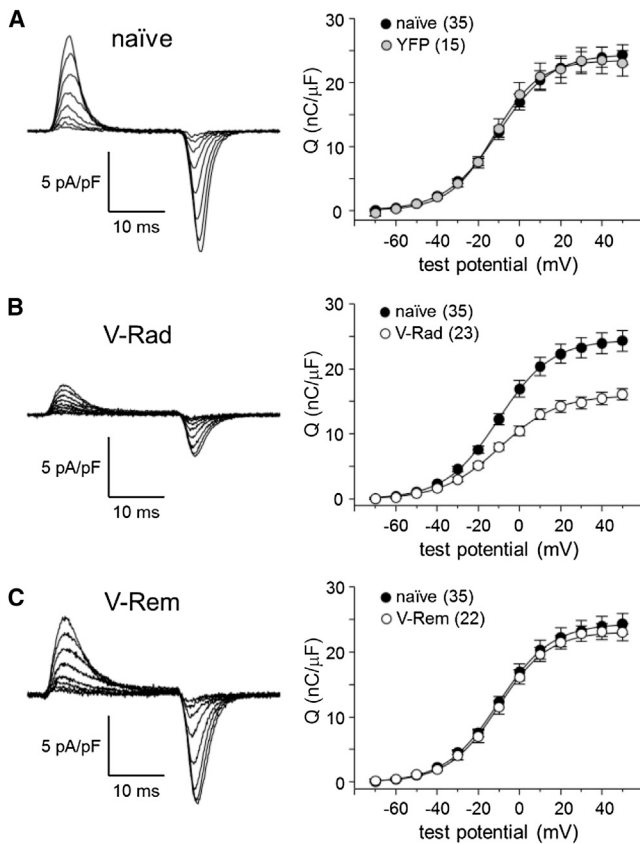 A
naïve
5 pA/pF
10 ms
naïve (35)
YFP (15)
30
20
10
0
Q (nC/μF)
-60 -40 -20 0 20 40
test potential (mV)
B
V-Rad
5 pA/pF
10 ms
naïve (35)
V-Rad (23)
30
20
10
0
Q (nC/μF)
-60 -40 -20 0 20 40
test potential (mV)
C
V-Rem
5 pA/pF
10 ms
naïve (35)
V-Rem (22)
30
20
10
0
Q (nC/μF)
-60 -40 -20 0 20 40
test potential (mV)